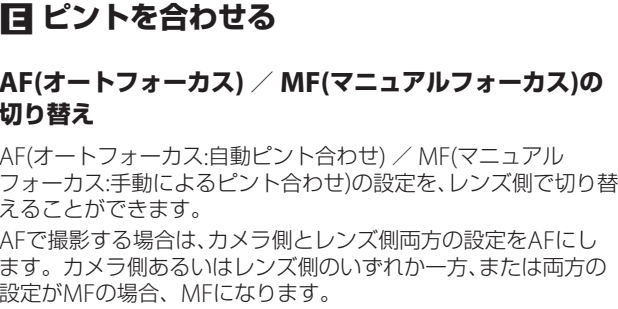 E ピントを合わせる
AF(オートフォーカス) ／ MF(マニュアルフォーカス)の
切り替え
AF(オートフォーカス:自動ピント合わせ) ／ MF(マニュアル
フォーカス:手動によるピント合わせ)の設定を、レンズ側で切り替
えることができます。
AFで撮影する場合は、カメラ側とレンズ側両方の設定をAFにし
ます。カメラ側あるいはレンズ側のいずれか一方、または両方の
設定がMFの場合、MFになります。